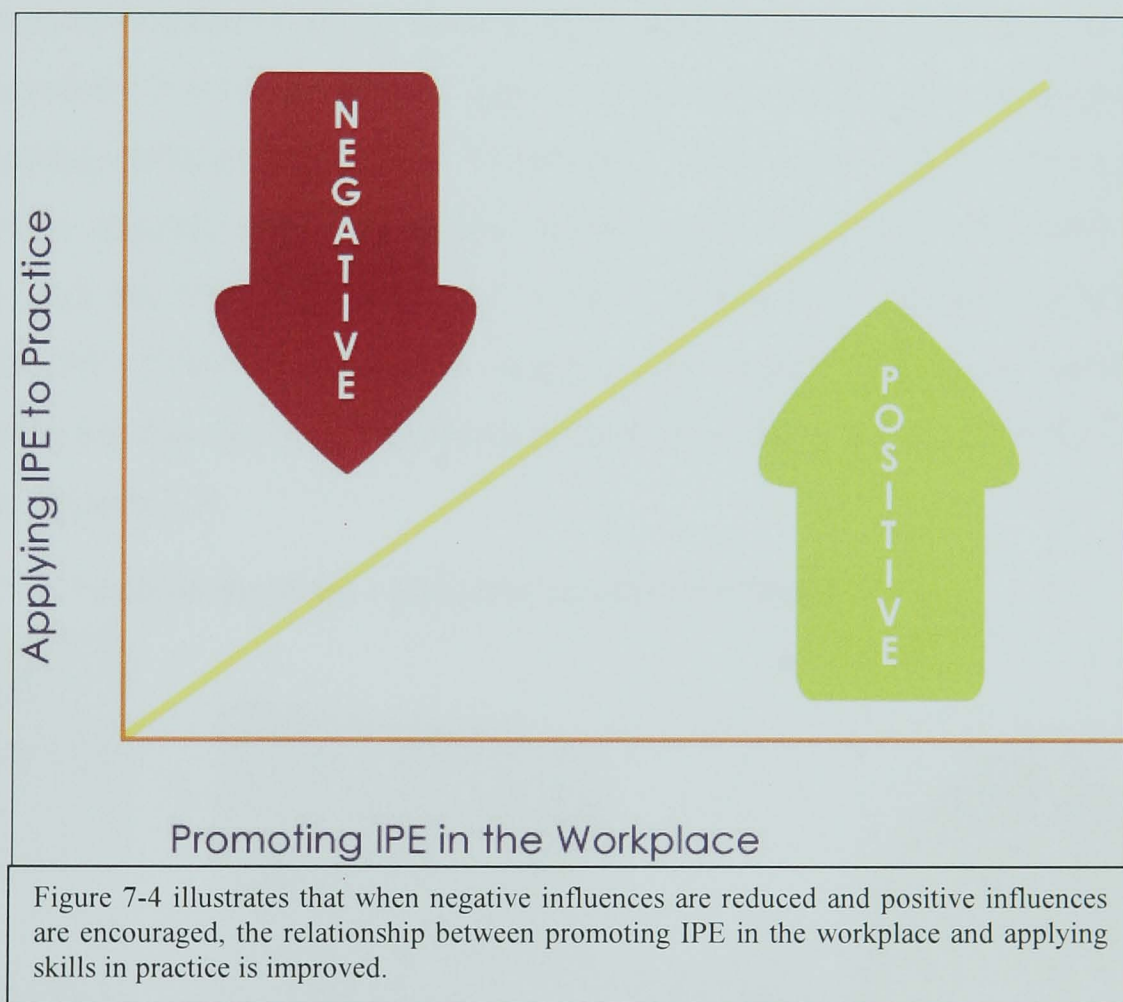 Applying IPE to Practice
NEGATIVE
POSITIVE
Promoting IPE in the Workplace
Figure 7-4 illustrates that when negative influences are reduced and positive influences
are encouraged, the relationship between promoting IPE in the workplace and applying
skills in practice is improved.